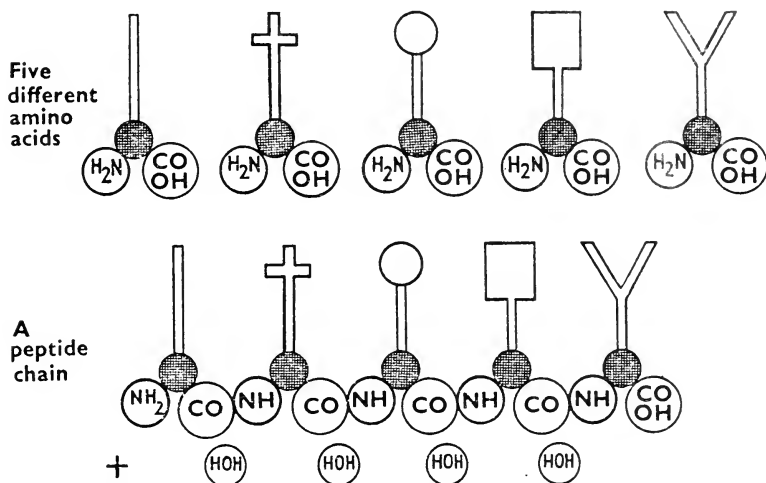 Five
different
amino
acids
H₂N CO OH H₂N CO OH H₂N CO OH H₂N CO OH H₂N CO OH
A
peptide
chain
NH₂ CO NH CO NH CO NH CO NH CO OH
+ HOH HOH HOH HOH